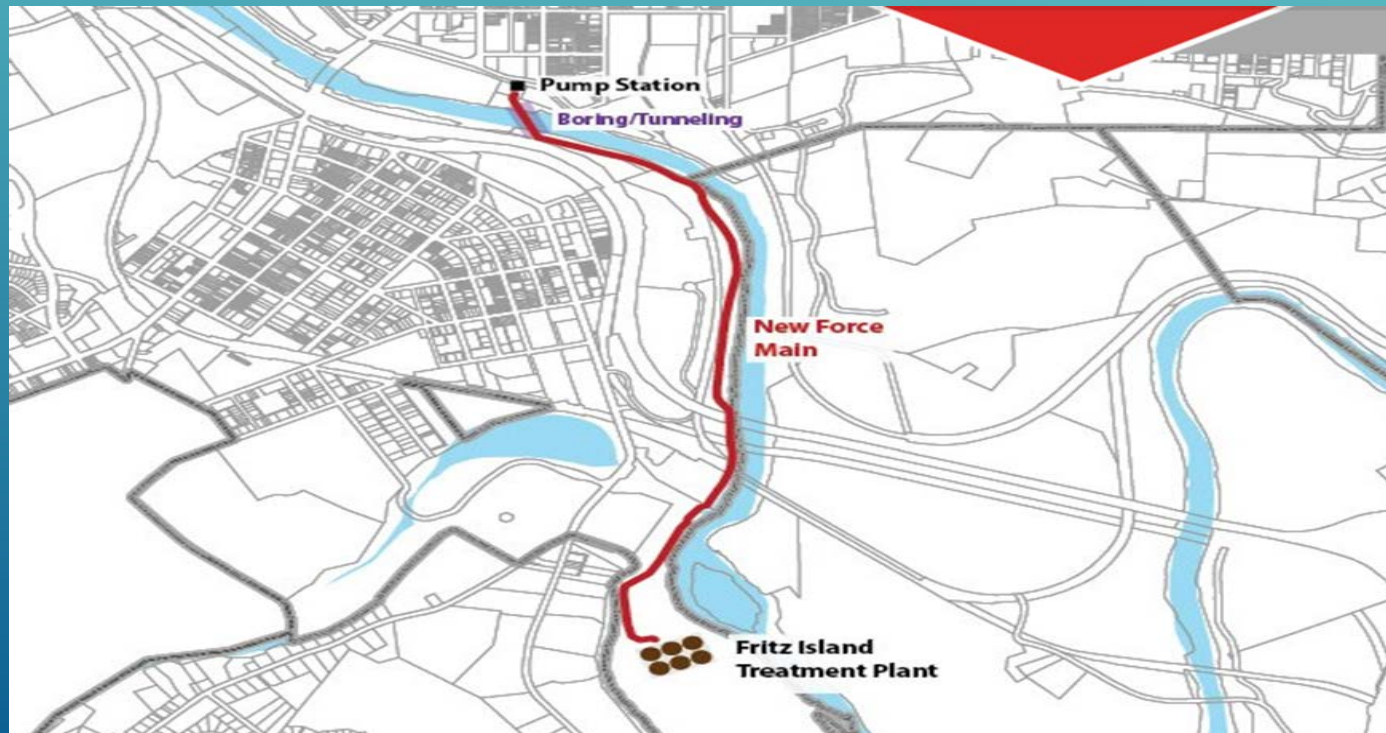 Pump Station
Boring/Tunneling
New Force
Main
Fritz Island
Treatment Plant